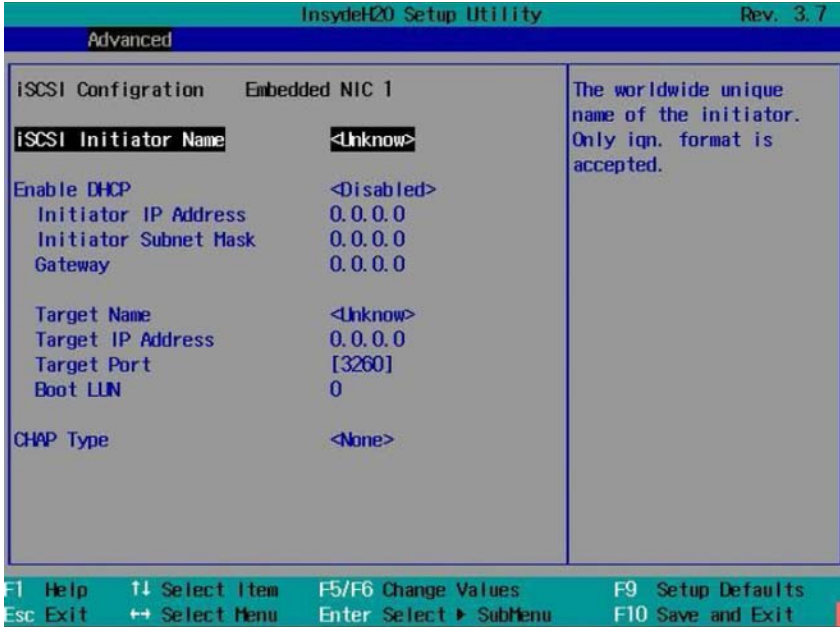 InsydeH2O Setup Utility Rev. 3.7
Advanced
iSCSI Configration Embedded NIC 1
iSCSI Initiator Name <Unknow>
Enable DHCP <Disabled>
Initiator IP Address 0.0.0.0
Initiator Subnet Mask 0.0.0.0
Gateway 0.0.0.0
Target Name <Unknow>
Target IP Address 0.0.0.0
Target Port [3260]
Boot LUN 0
CHAP Type <None>
The worldwide unique
name of the initiator.
Only iqn. format is
accepted.
F1 Help ↑↓ Select Item F5/F6 Change Values F9 Setup Defaults
Esc Exit ↔ Select Menu Enter Select ▶ SubMenu F10 Save and Exit